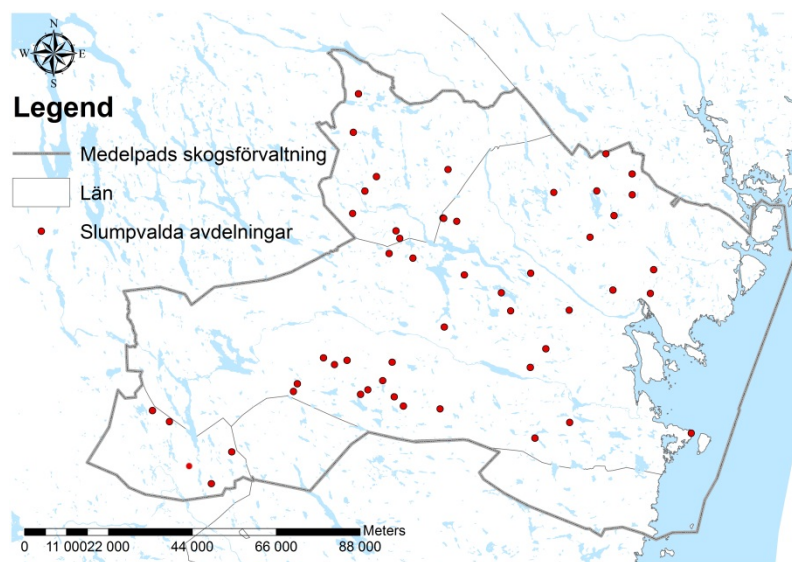 N
W E
S
Legend
Medelpads skogsförvaltning
Län
Slumpvalda avdelningar
Meters
0 11 000 22 000 44 000 66 000 88 000